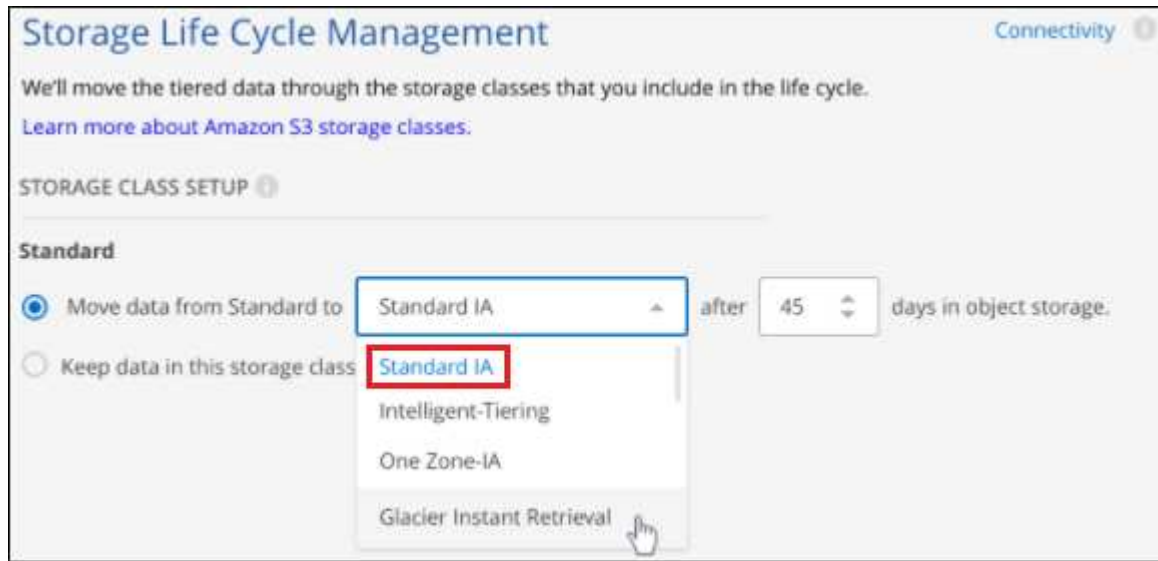 Storage Life Cycle Management
Connectivity
We'll move the tiered data through the storage classes that you include in the life cycle.
Learn more about Amazon S3 storage classes.
STORAGE CLASS SETUP
Standard
Move data from Standard to Standard IA after 45 days in object storage.
Keep data in this storage class
Standard IA
Intelligent-Tiering
One Zone-IA
Glacier Instant Retrieval